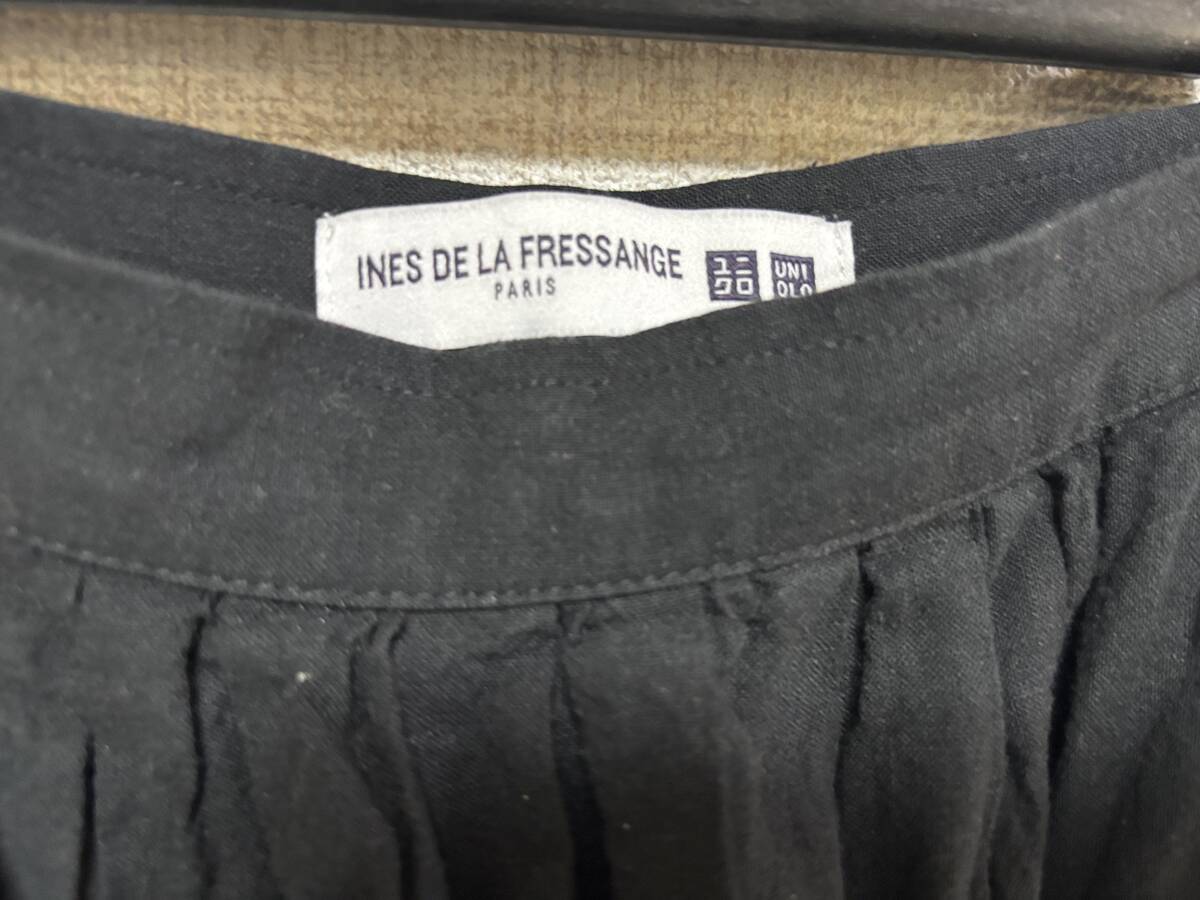 INES DE LA FRESSANGE
PARIS
ユニ
クロ
UNI
QLO